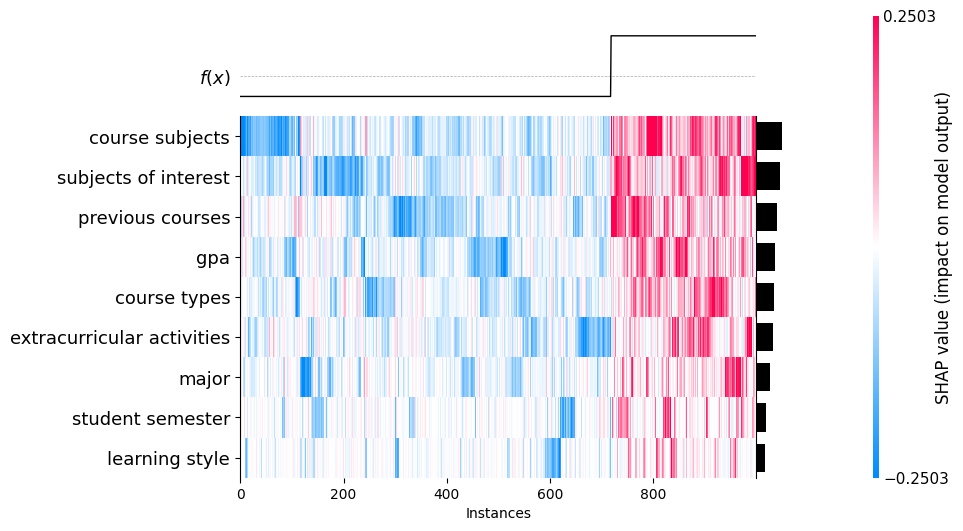 0.2503
f(x)
course subjects
subjects of interest
previous courses
gpa
course types
extracurricular activities
major
student semester
learning style
SHAP value (impact on model output)
−0.2503
0
200
400
600
800
Instances